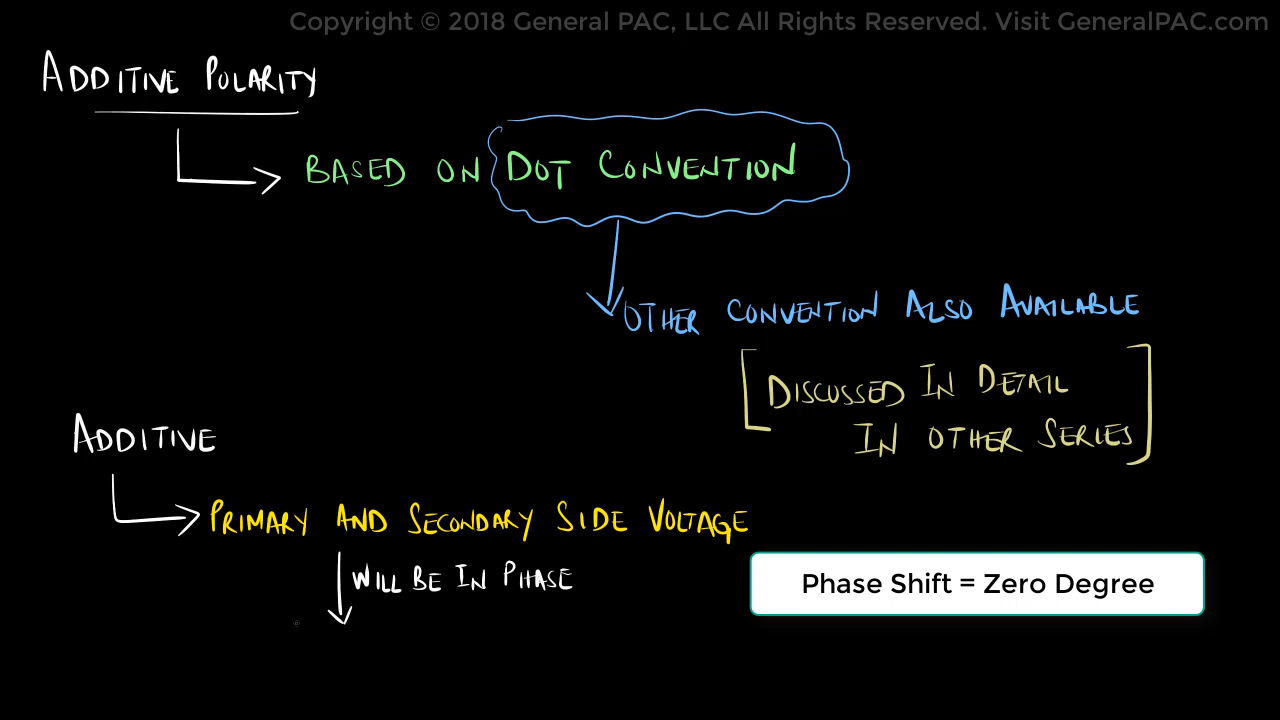 Copyright © 2018 General PAC, LLC All Rights Reserved. Visit GeneralPAC.com
ADDITIVE POLARITY
BASED ON DOT CONVENTION
OTHER CONVENTION ALSO AVAILABLE
[DISCUSSED IN DETAIL
IN OTHER SERIES]
ADDITIVE
PRIMARY AND SECONDARY SIDE VOLTAGE
WILL BE IN PHASE
Phase Shift = Zero Degree